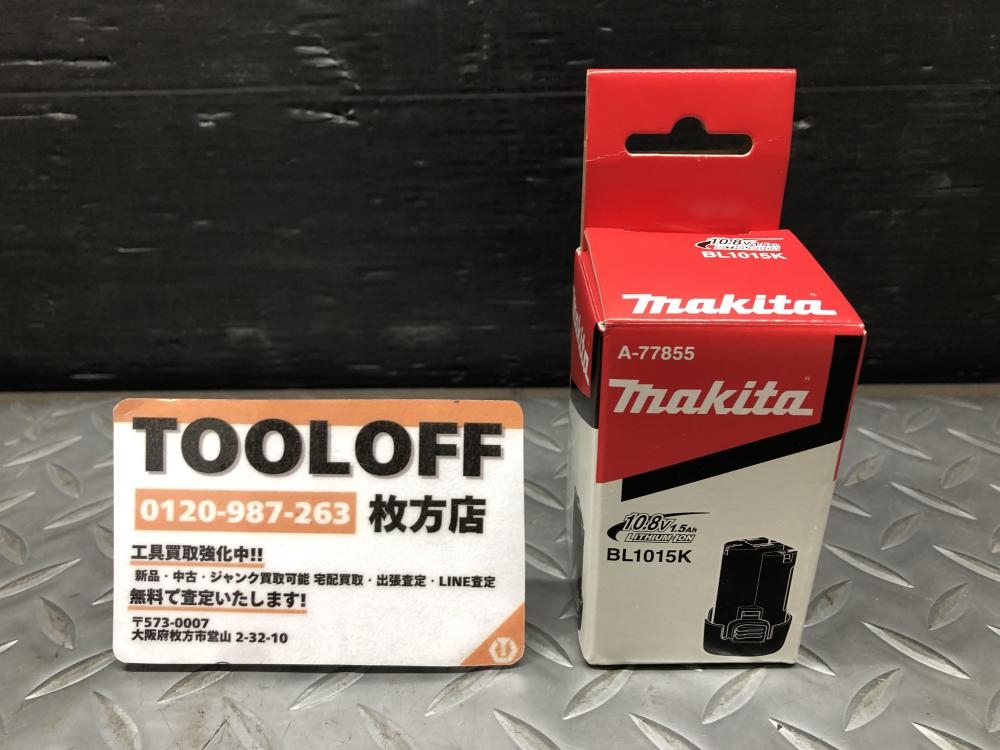 TOOLOFF
0120-987-263 枚方店
工具買取強化中!!
新品・中古・ジャンク買取可能 宅配買取・出張査定・LINE査定
無料で査定いたします!
〒573-0007
大阪府枚方市堂山 2-32-10
10.8V 1.5Ah
LITHIUM ION
BL1015K
makita®
A-77855
makita®
10.8V 1.5Ah
LITHIUM ION
BL1015K